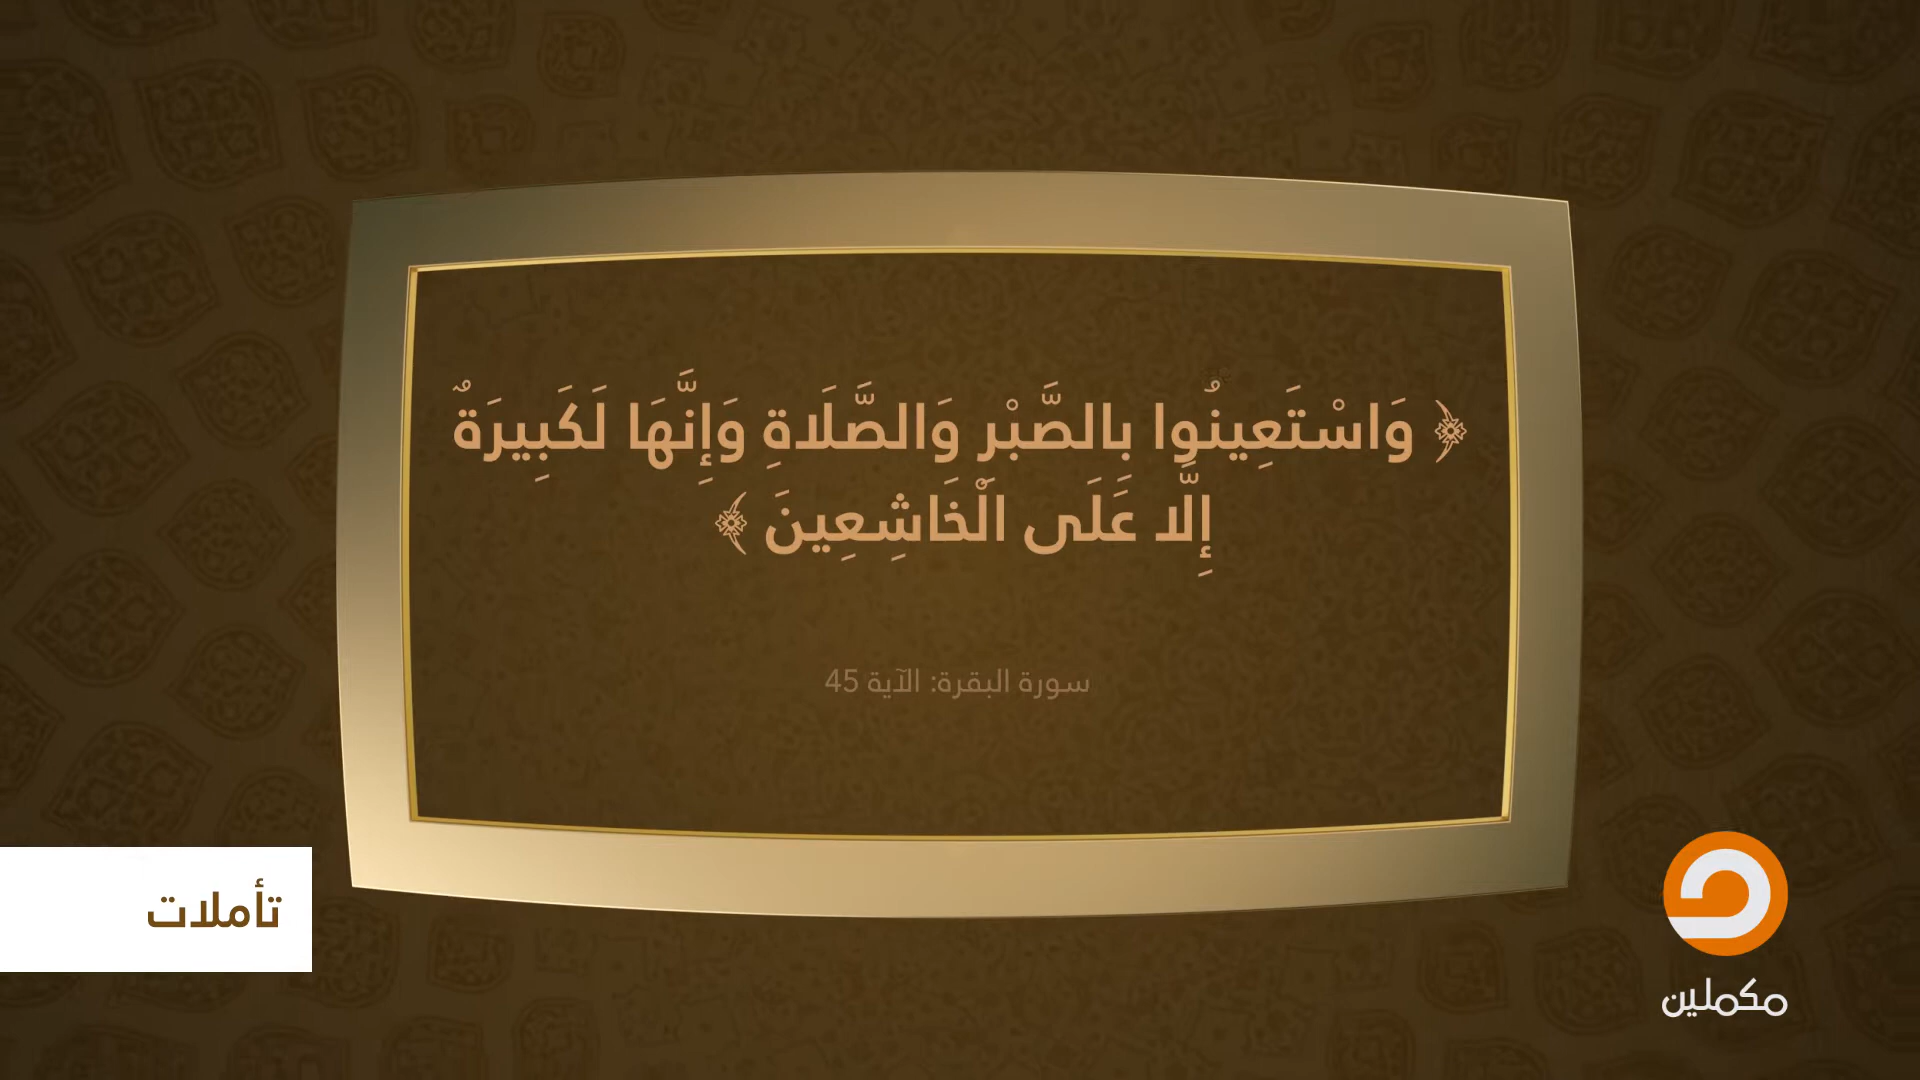 ﴿ وَاسْتَعِينُوا بِالصَّبْرِ وَالصَّلَاةِ وَإِنَّهَا لَكَبِيرَةٌ
إِلَّا عَلَى الْخَاشِعِينَ ﴾
سورة البقرة: الآية 45
تأملات
مكملين